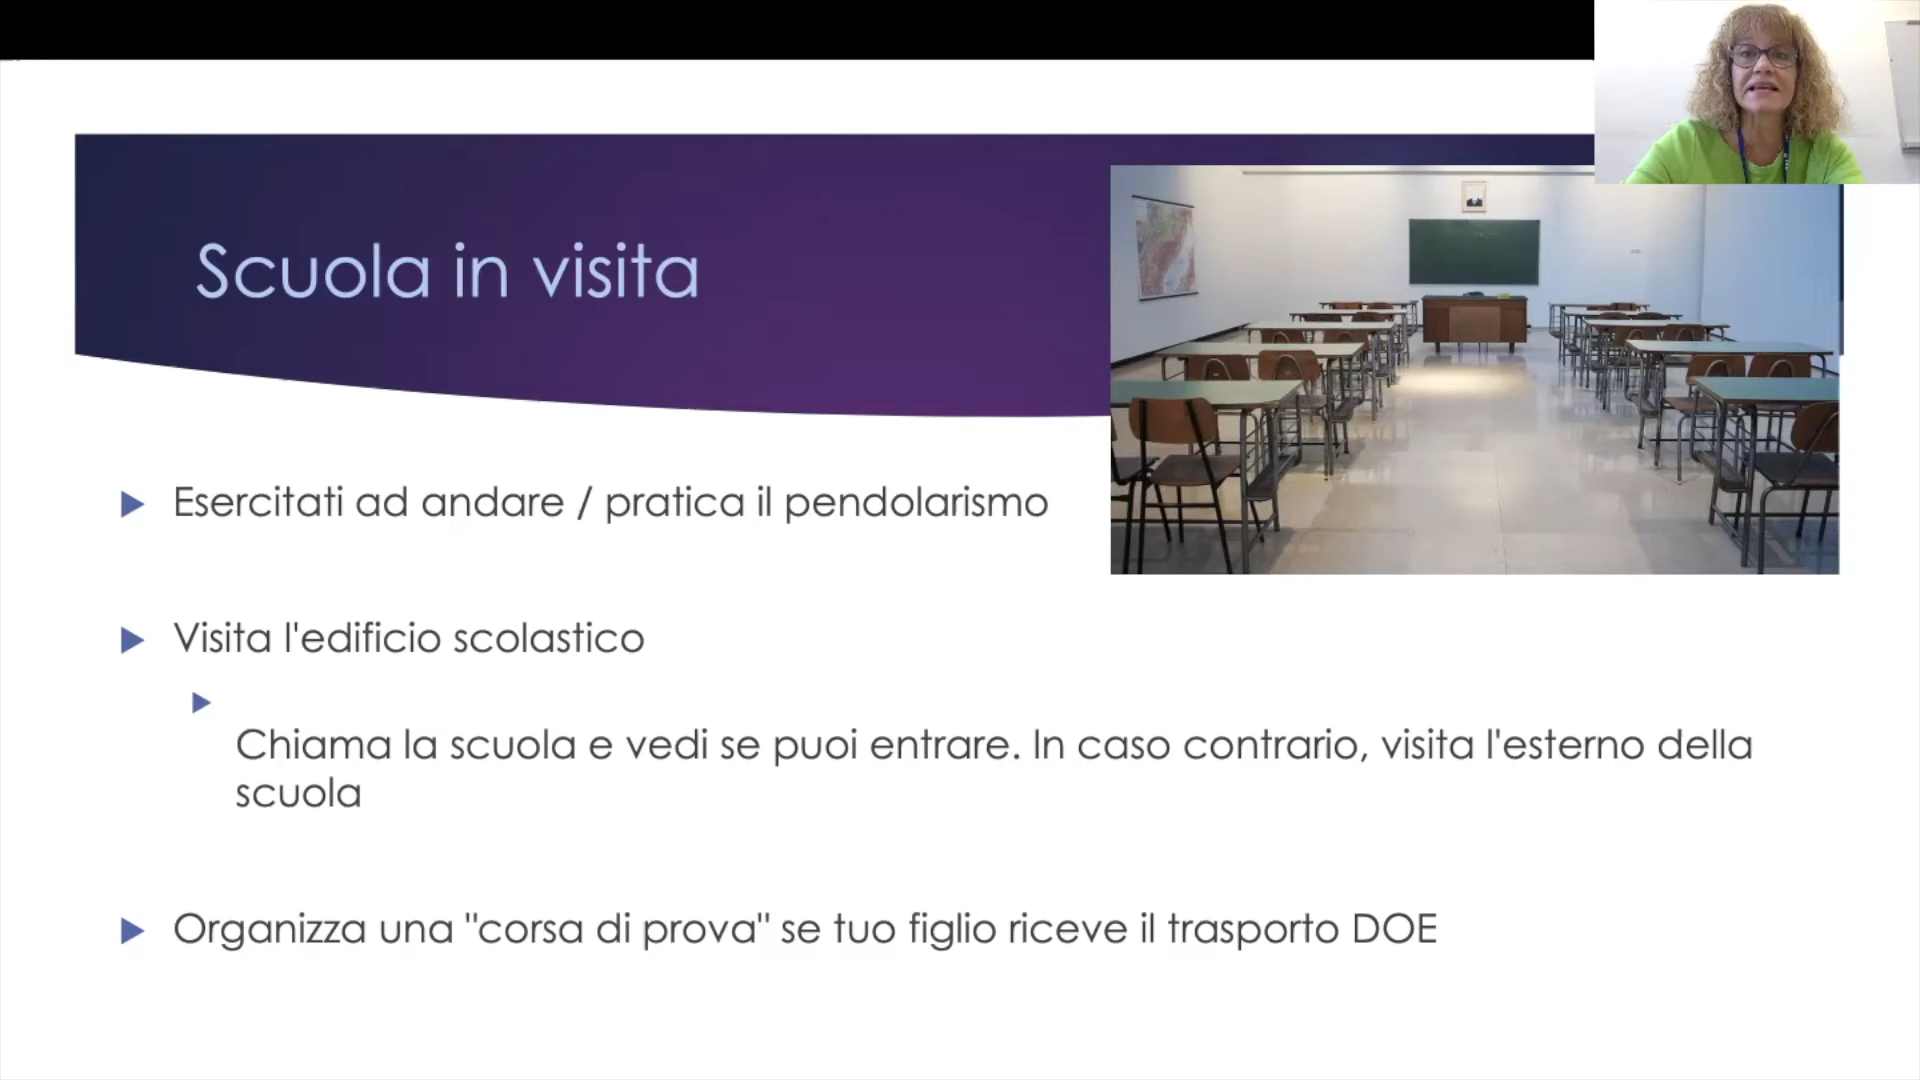 Scuola in visita
Esercitati ad andare / pratica il pendolarismo
Visita l'edificio scolastico
Chiama la scuola e vedi se puoi entrare. In caso contrario, visita l'esterno della
scuola
Organizza una "corsa di prova" se tuo figlio riceve il trasporto DOE